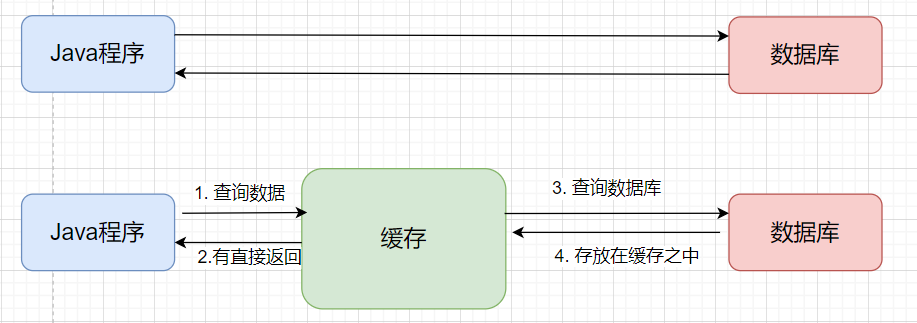 Java程序
数据库
1. 查询数据
3. 查询数据库
Java程序
缓存
数据库
2.有直接返回
4. 存放在缓存之中